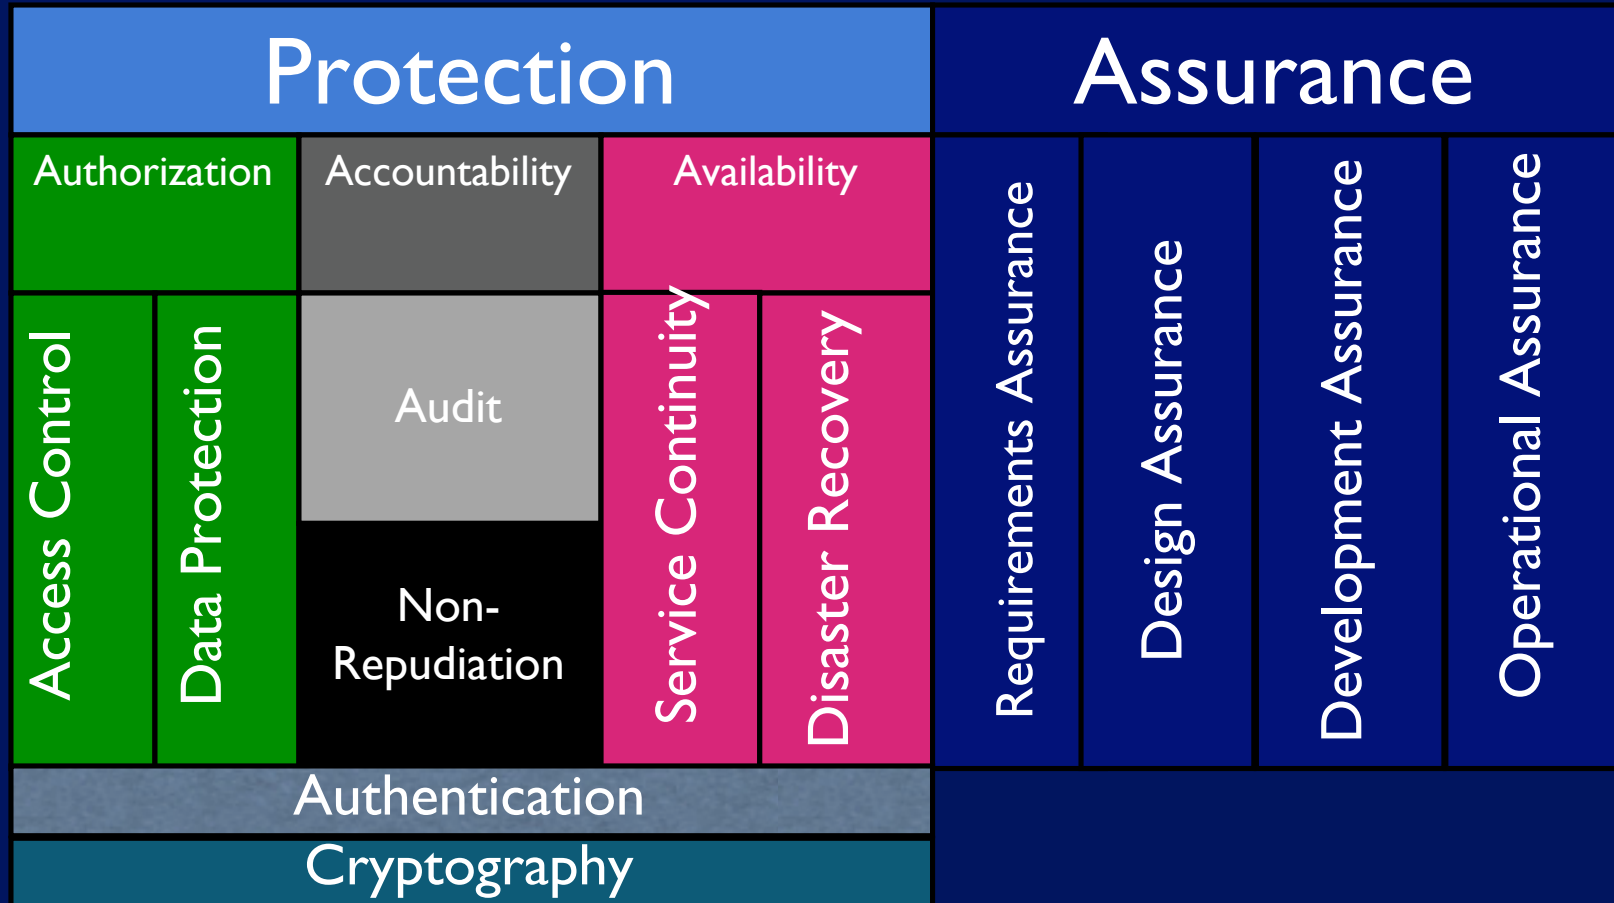 Protection
Assurance
Authorization
Accountability
Availability
Access Control
Data Protection
Audit
Non-
Repudiation
Service Continuity
Disaster Recovery
Requirements Assurance
Design Assurance
Development Assurance
Operational Assurance
Authentication
Cryptography